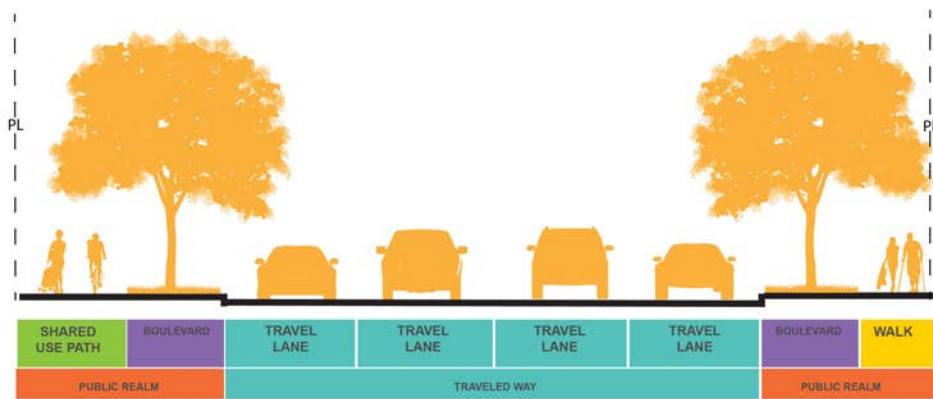 PL
P
SHARED
USE PATH
BOULEVARD
TRAVEL
LANE
TRAVEL
LANE
TRAVEL
LANE
TRAVEL
LANE
BOULEVARD
WALK
PUBLIC REALM
TRAVELED WAY
PUBLIC REALM